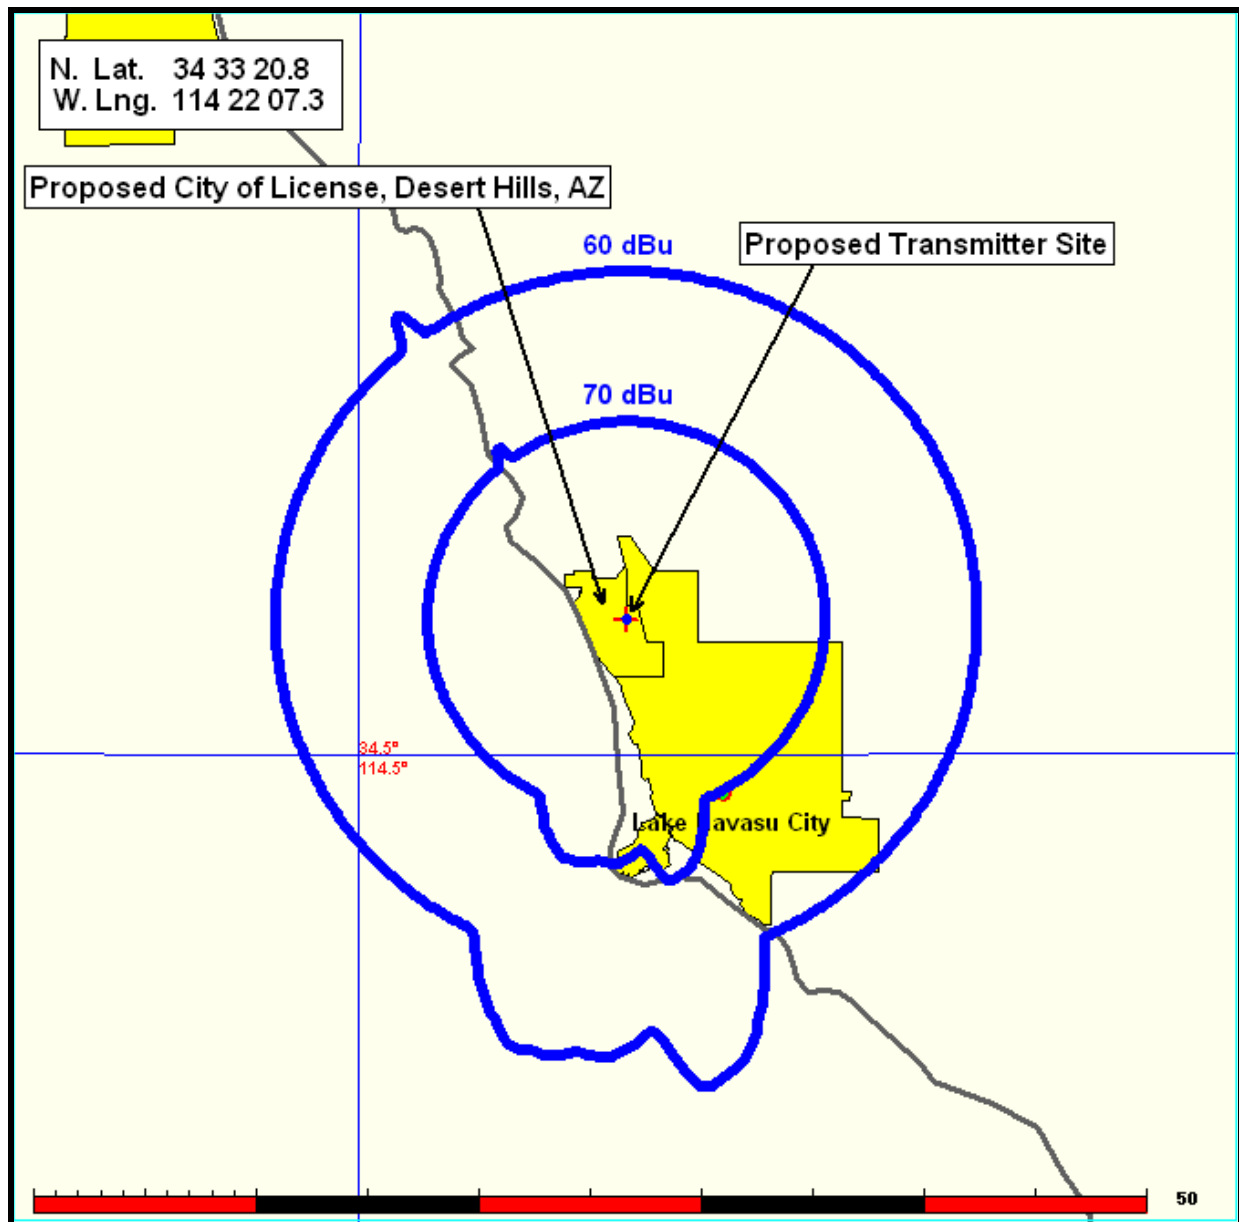 N. Lat. 34 33 20.8
W. Lng. 114 22 07.3
Proposed City of License, Desert Hills, AZ
60 dBu
Proposed Transmitter Site
70 dBu
34.5°
114.5°
Lake Havasu City
50